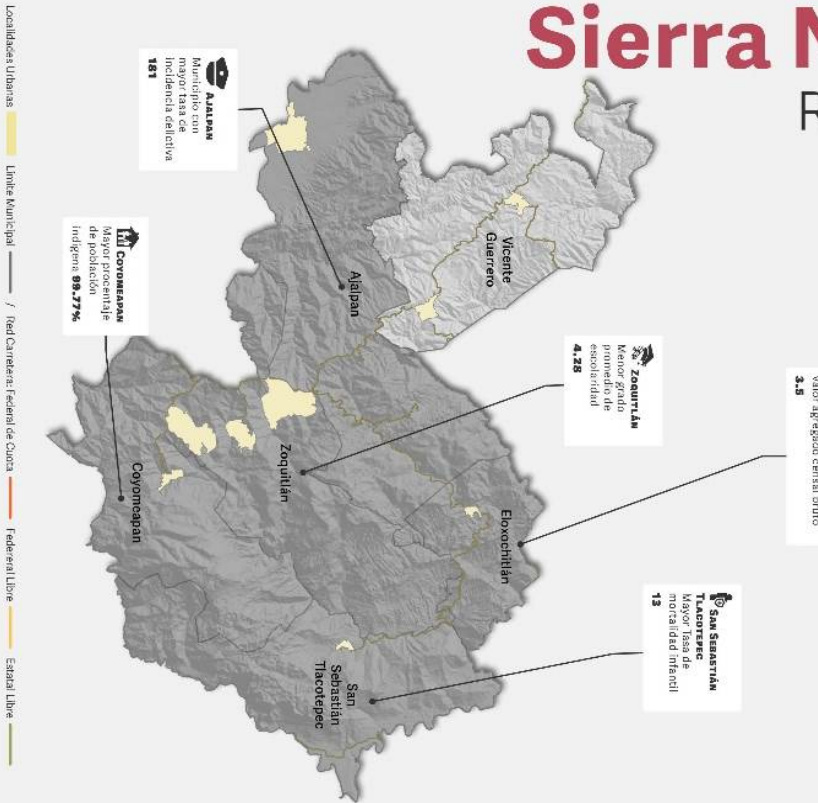 Sierra N
R
AJALPAN
Municipio con
mayor tasa de
incidencia delictiva
181
COYOMEAPAN
Mayor procentaje
de población
indígena 99.77%
ZOQUITLÁN
Menor grado
promedio de
escolaridad
4.28
Valor agregado censal bruto
3.5
SAN SEBASTIÁN
TLACOTEPEC
Mayor Tasa de
mortalidad infantil
13
Vicente
Guerrero
Ajalpan
Zoquitlán
Eloxochitlán
Coyomeapan
San
Sebastián
Tlacotepec
Localidades Urbanas Límite Municipal / Red Carretera: Federal de Cuota Federeral Libre Estatal Libre